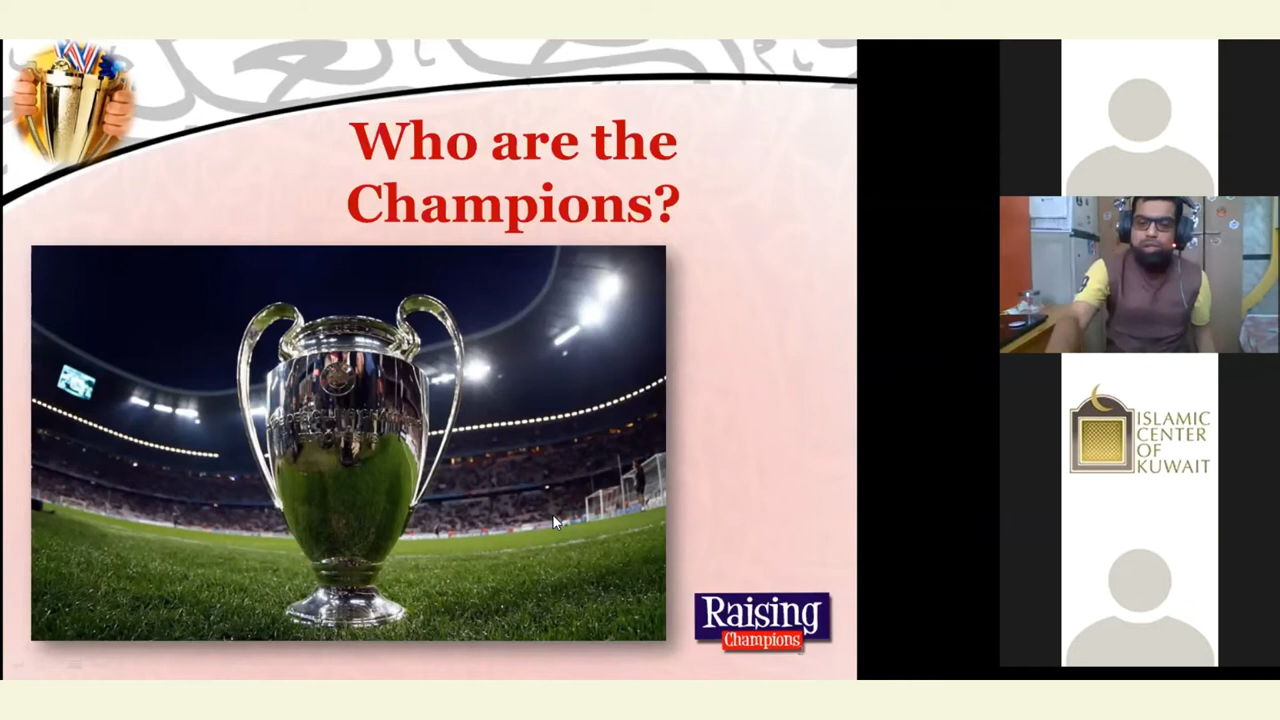 Who are the
Champions?
Raising
Champions
ISLAMIC
CENTER
OF
KUWAIT